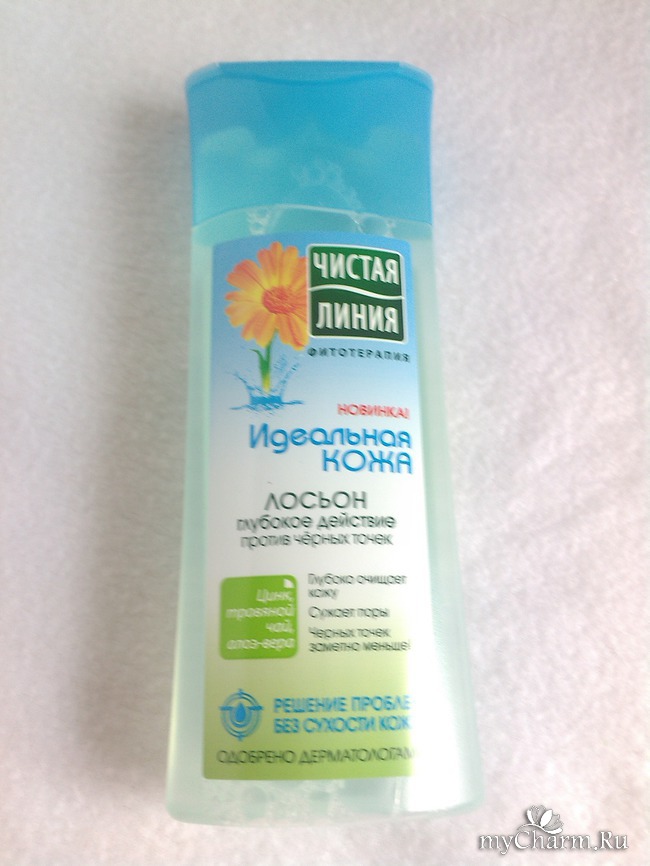 ЧИСТАЯ
ЛИНИЯ
ФИТОТЕРАПИЯ
НОВИНКА!
Идеальная
КОЖА
ЛОСЬОН
глубокое действие
против чёрных точек
Цинк,
травяной
чай,
алоэ-вера
Глубоко очищает
кожу
Сужает поры
Чёрных точек
заметно меньше!
РЕШЕНИЕ ПРОБЛЕ
БЕЗ СУХОСТИ КОЖ
ОДОБРЕНО ДЕРМАТОЛОГАМ
myCharm.Ru